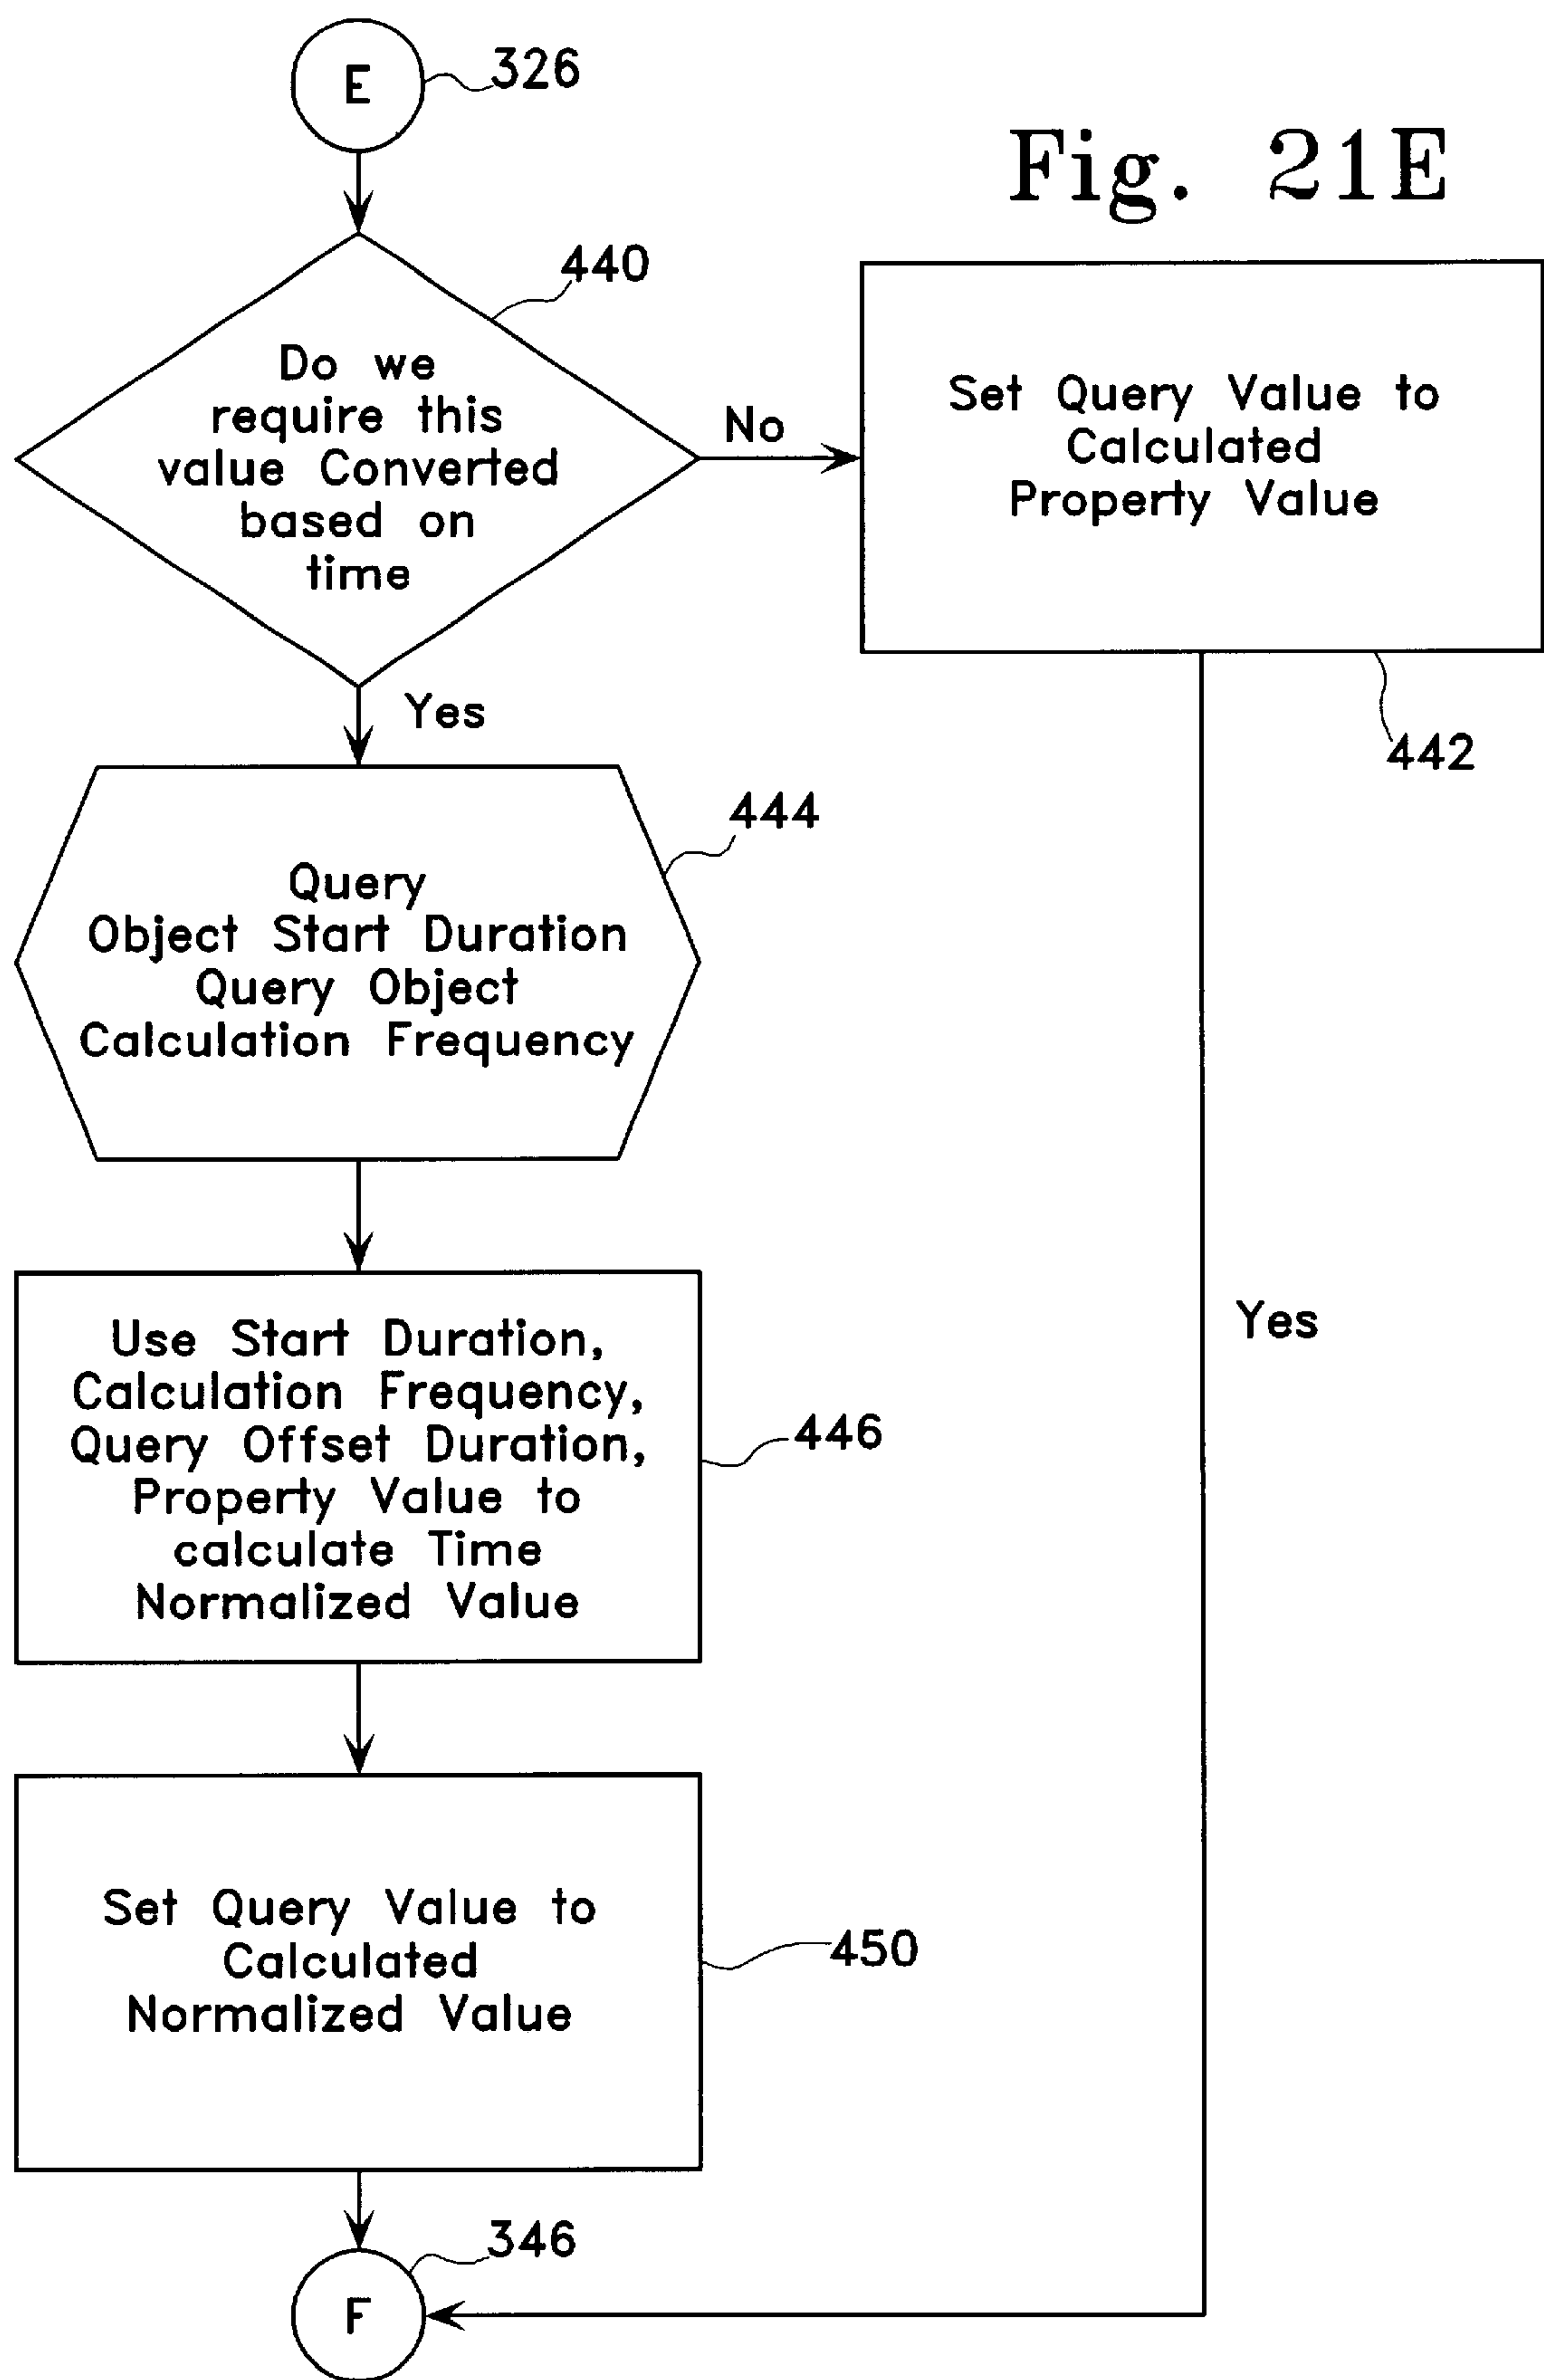 E
326
Fig. 21E
440
Do we
require this
value Converted
based on
time
No
Set Query Value to
Calculated
Property Value
442
Yes
444
Query
Object Start Duration
Query Object
Calculation Frequency
Use Start Duration,
Calculation Frequency,
Query Offset Duration,
Property Value to
calculate Time
Normalized Value
446
Yes
Set Query Value to
Calculated
Normalized Value
450
346
F